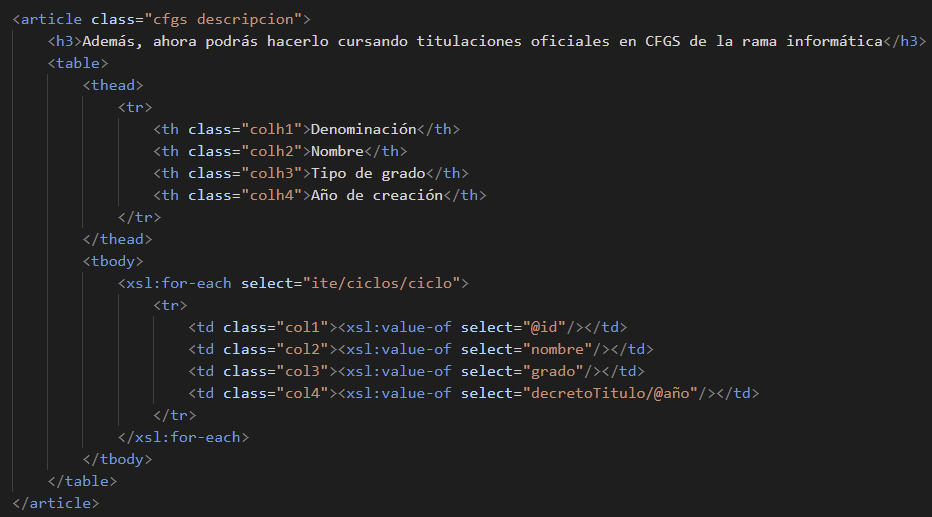 <article class="cfgs descripcion">
    <h3>Además, ahora podrás hacerlo cursando titulaciones oficiales en CFGS de la rama informática</h3>
    <table>
        <thead>
            <tr>
                <th class="colh1">Denominación</th>
                <th class="colh2">Nombre</th>
                <th class="colh3">Tipo de grado</th>
                <th class="colh4">Año de creación</th>
            </tr>
        </thead>
        <tbody>
            <xsl:for-each select="ite/ciclos/ciclo">
                <tr>
                    <td class="col1"><xsl:value-of select="@id"/></td>
                    <td class="col2"><xsl:value-of select="nombre"/></td>
                    <td class="col3"><xsl:value-of select="grado"/></td>
                    <td class="col4"><xsl:value-of select="decretoTitulo/@año"/></td>
                </tr>
            </xsl:for-each>
        </tbody>
    </table>
</article>